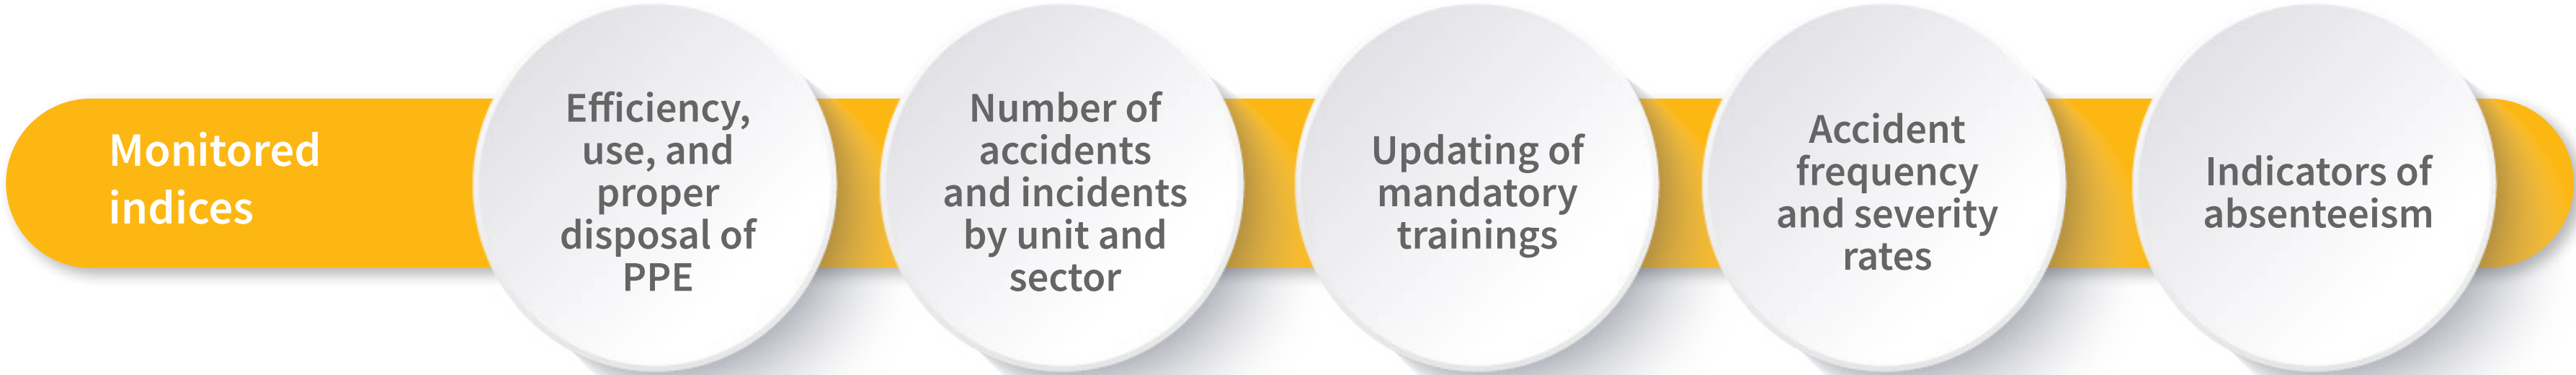 Monitored
indices
Efficiency,
use, and
proper
disposal of
PPE
Number of
accidents
and incidents
by unit and
sector
Updating of
mandatory
trainings
Accident
frequency
and severity
rates
Indicators of
absenteeism